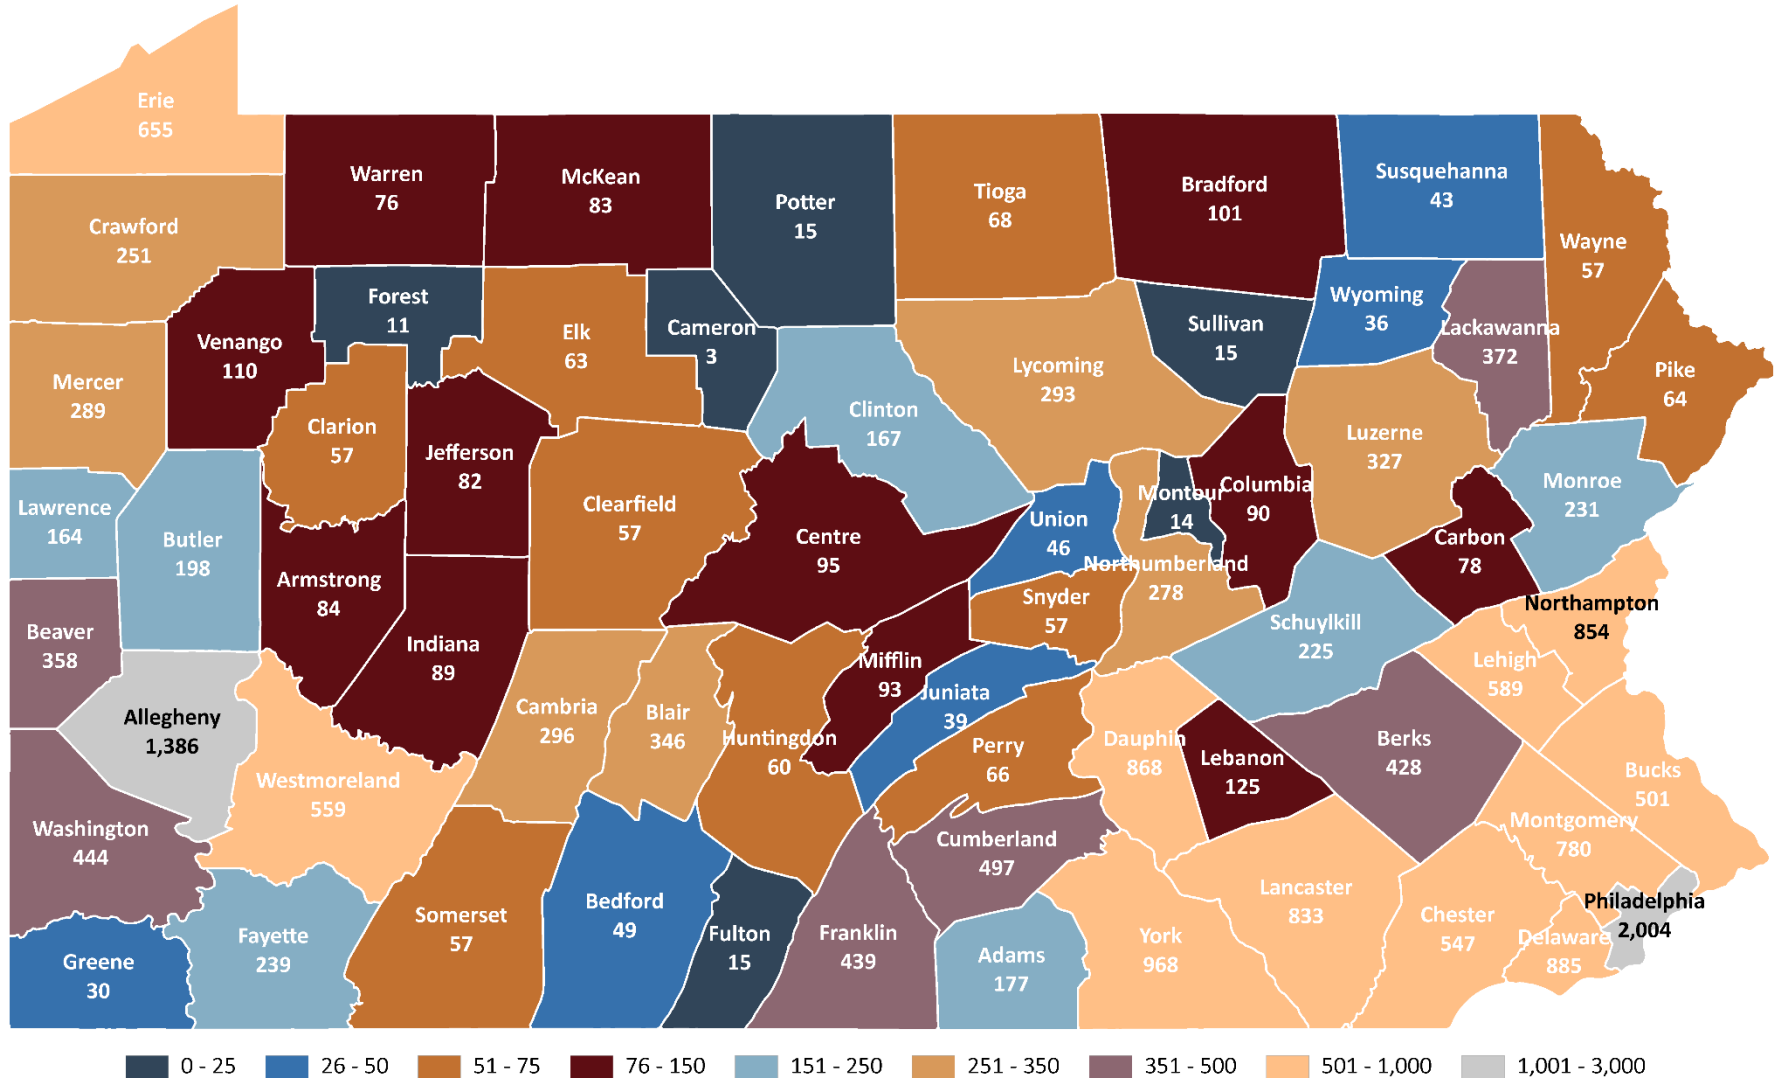 Erie
655
Warren
76
McKean
83
Potter
15
Tioga
68
Bradford
101
Susquehanna
43
Crawford
251
Wayne
57
Forest
11
Wyoming
36
Venango
110
Elk
63
Cameron
3
Sullivan
15
Lackawanna
372
Mercer
289
Lycoming
293
Pike
64
Clarion
57
Clinton
167
Luzerne
327
Jefferson
82
Lawrence
164
Clearfield
57
Montour
14
Columbia
90
Monroe
231
Butler
198
Centre
95
Union
46
Carbon
78
Armstrong
84
Northumberland
278
Snyder
57
Northampton
854
Beaver
358
Indiana
89
Schuylkill
225
Mifflin
93
Lehigh
589
Allegheny
1,386
Cambria
296
Blair
346
Juniata
39
Huntingdon
60
Perry
66
Dauphin
868
Lebanon
125
Berks
428
Westmoreland
559
Bucks
501
Washington
444
Cumberland
497
Montgomery
780
Somerset
57
Bedford
49
Lancaster
833
Philadelphia
2,004
Greene
30
Fayette
239
Fulton
15
Franklin
439
Adams
177
York
968
Chester
547
Delaware
885
0 - 25
26 - 50
51 - 75
76 - 150
151 - 250
251 - 350
351 - 500
501 - 1,000
1,001 - 3,000